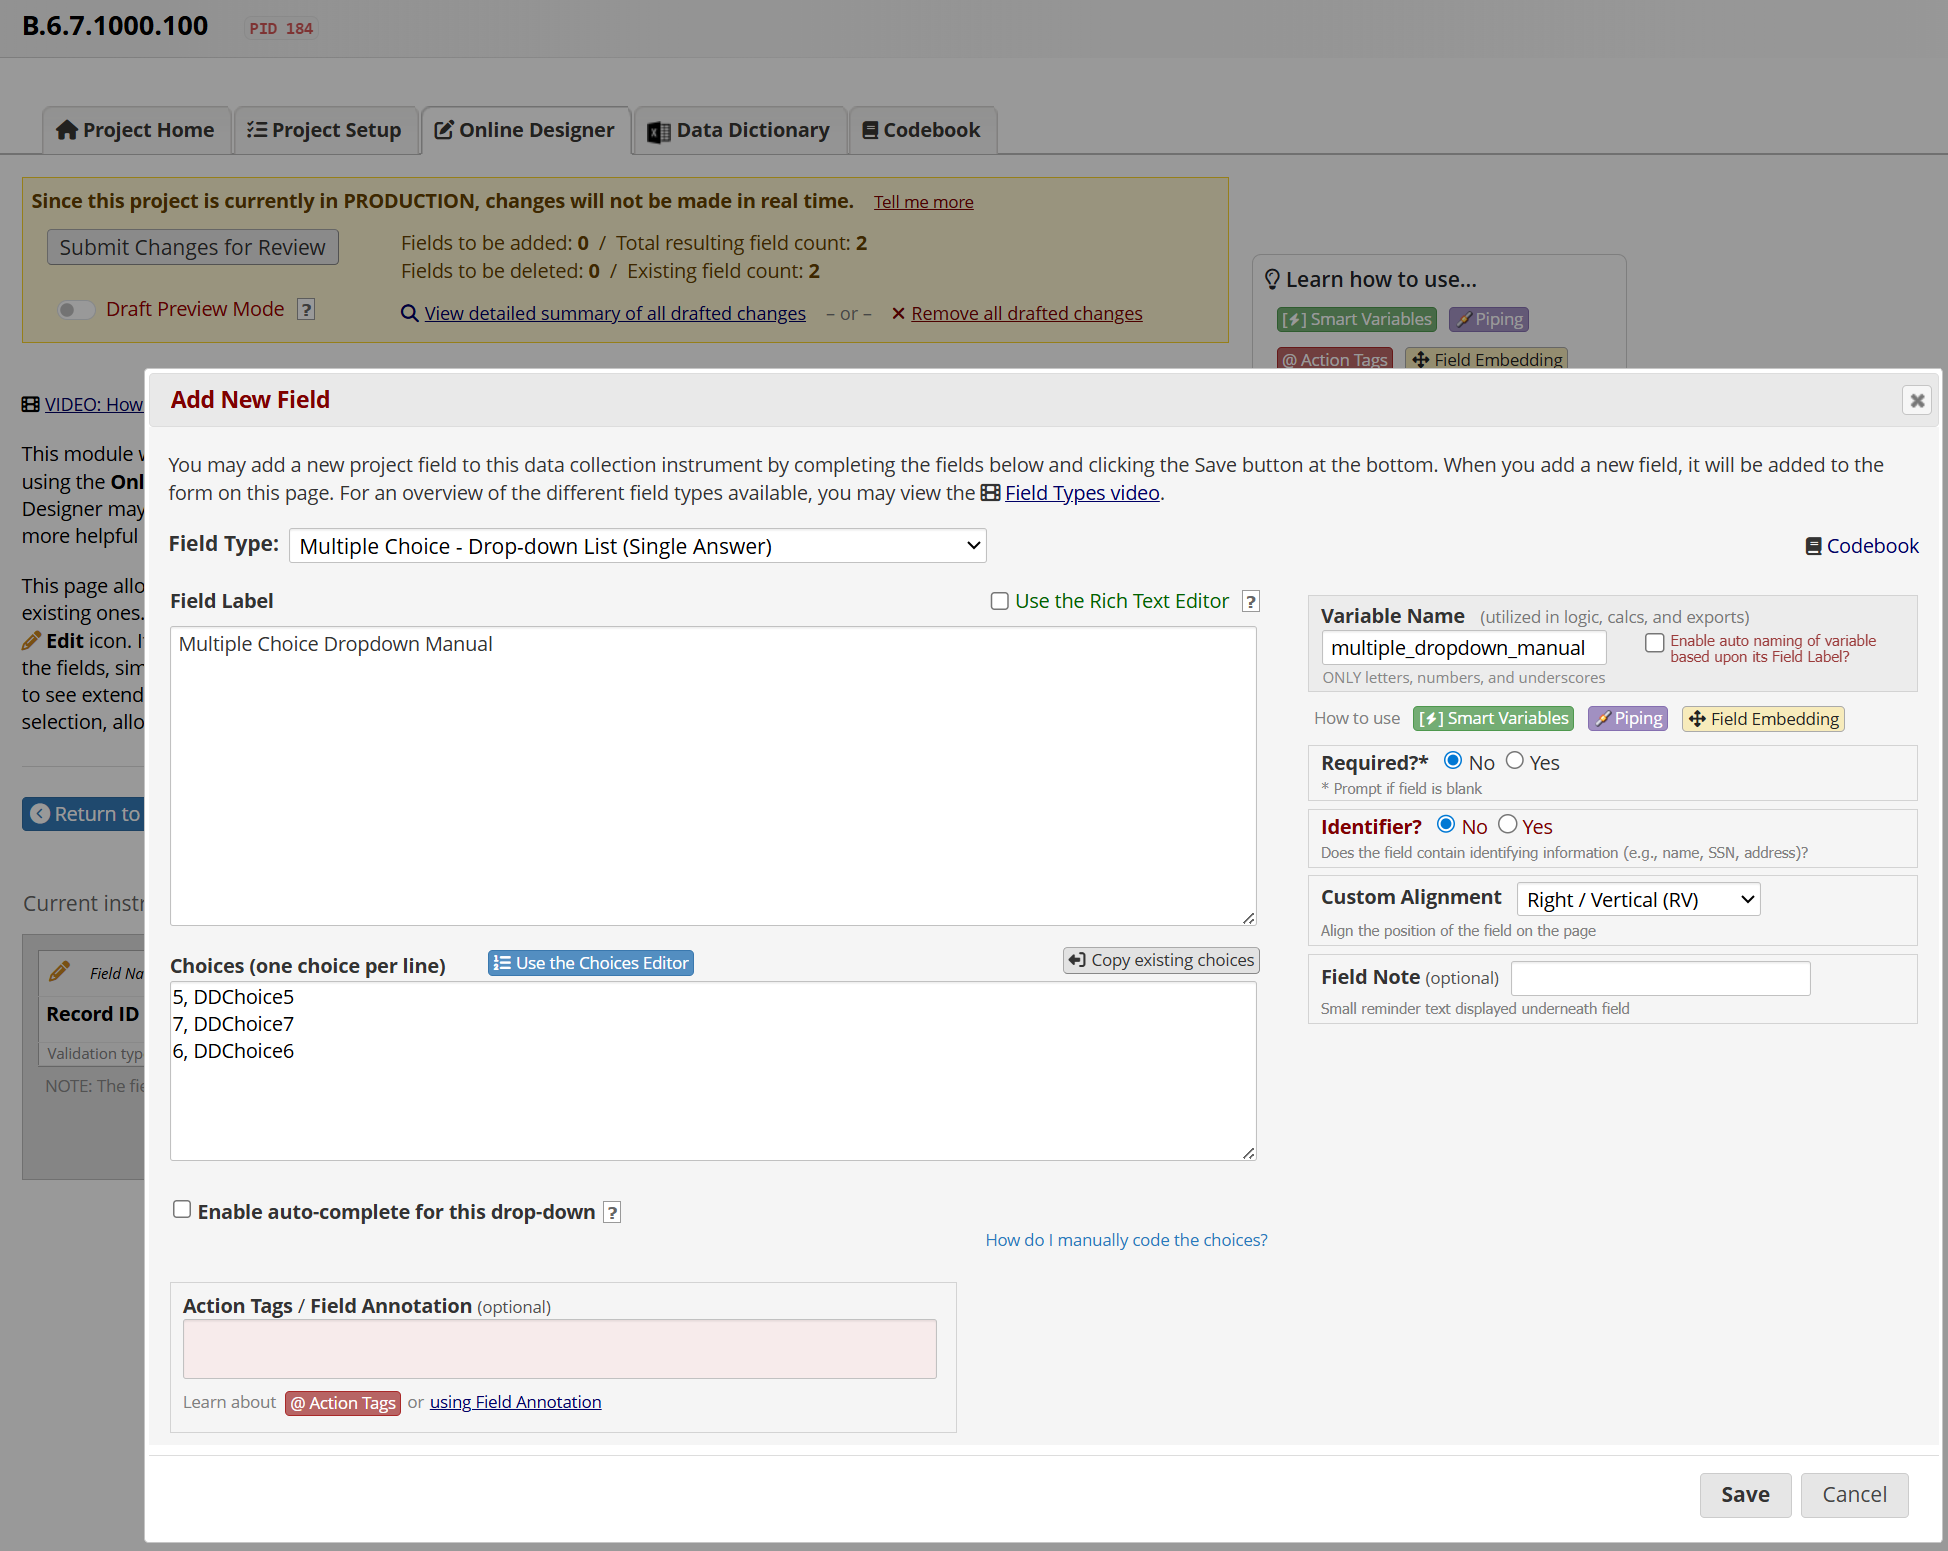 B.6.7.1000.100 PID 184
Project Home Project Setup Online Designer Data Dictionary Codebook
Since this project is currently in PRODUCTION, changes will not be made in real time. Tell me more
Submit Changes for Review
Fields to be added: 0 / Total resulting field count: 2
Fields to be deleted: 0 / Existing field count: 2
Draft Preview Mode ?
View detailed summary of all drafted changes – or – Remove all drafted changes
Learn how to use...
[⚡] Smart Variables Piping
@ Action Tags Field Embedding
VIDEO: How
This module
using the Onl
Designer may
more helpful
This page allo
existing ones.
Edit icon. I
the fields, sim
to see extend
selection, allo
Return to
Current instr
Field Na
Record ID
Validation typ
NOTE: The fie
Add New Field
You may add a new project field to this data collection instrument by completing the fields below and clicking the Save button at the bottom. When you add a new field, it will be added to the
form on this page. For an overview of the different field types available, you may view the Field Types video.
Field Type: Multiple Choice - Drop-down List (Single Answer)
Codebook
Field Label
Use the Rich Text Editor ?
Multiple Choice Dropdown Manual
Choices (one choice per line) Use the Choices Editor Copy existing choices
5, DDChoice5
7, DDChoice7
6, DDChoice6
Enable auto-complete for this drop-down ?
How do I manually code the choices?
Action Tags / Field Annotation (optional)
Learn about @ Action Tags or using Field Annotation
Variable Name (utilized in logic, calcs, and exports)
multiple_dropdown_manual
Enable auto naming of variable
based upon its Field Label?
ONLY letters, numbers, and underscores
How to use [⚡] Smart Variables Piping Field Embedding
Required?* No Yes
* Prompt if field is blank
Identifier? No Yes
Does the field contain identifying information (e.g., name, SSN, address)?
Custom Alignment Right / Vertical (RV)
Align the position of the field on the page
Field Note (optional)
Small reminder text displayed underneath field
Save Cancel